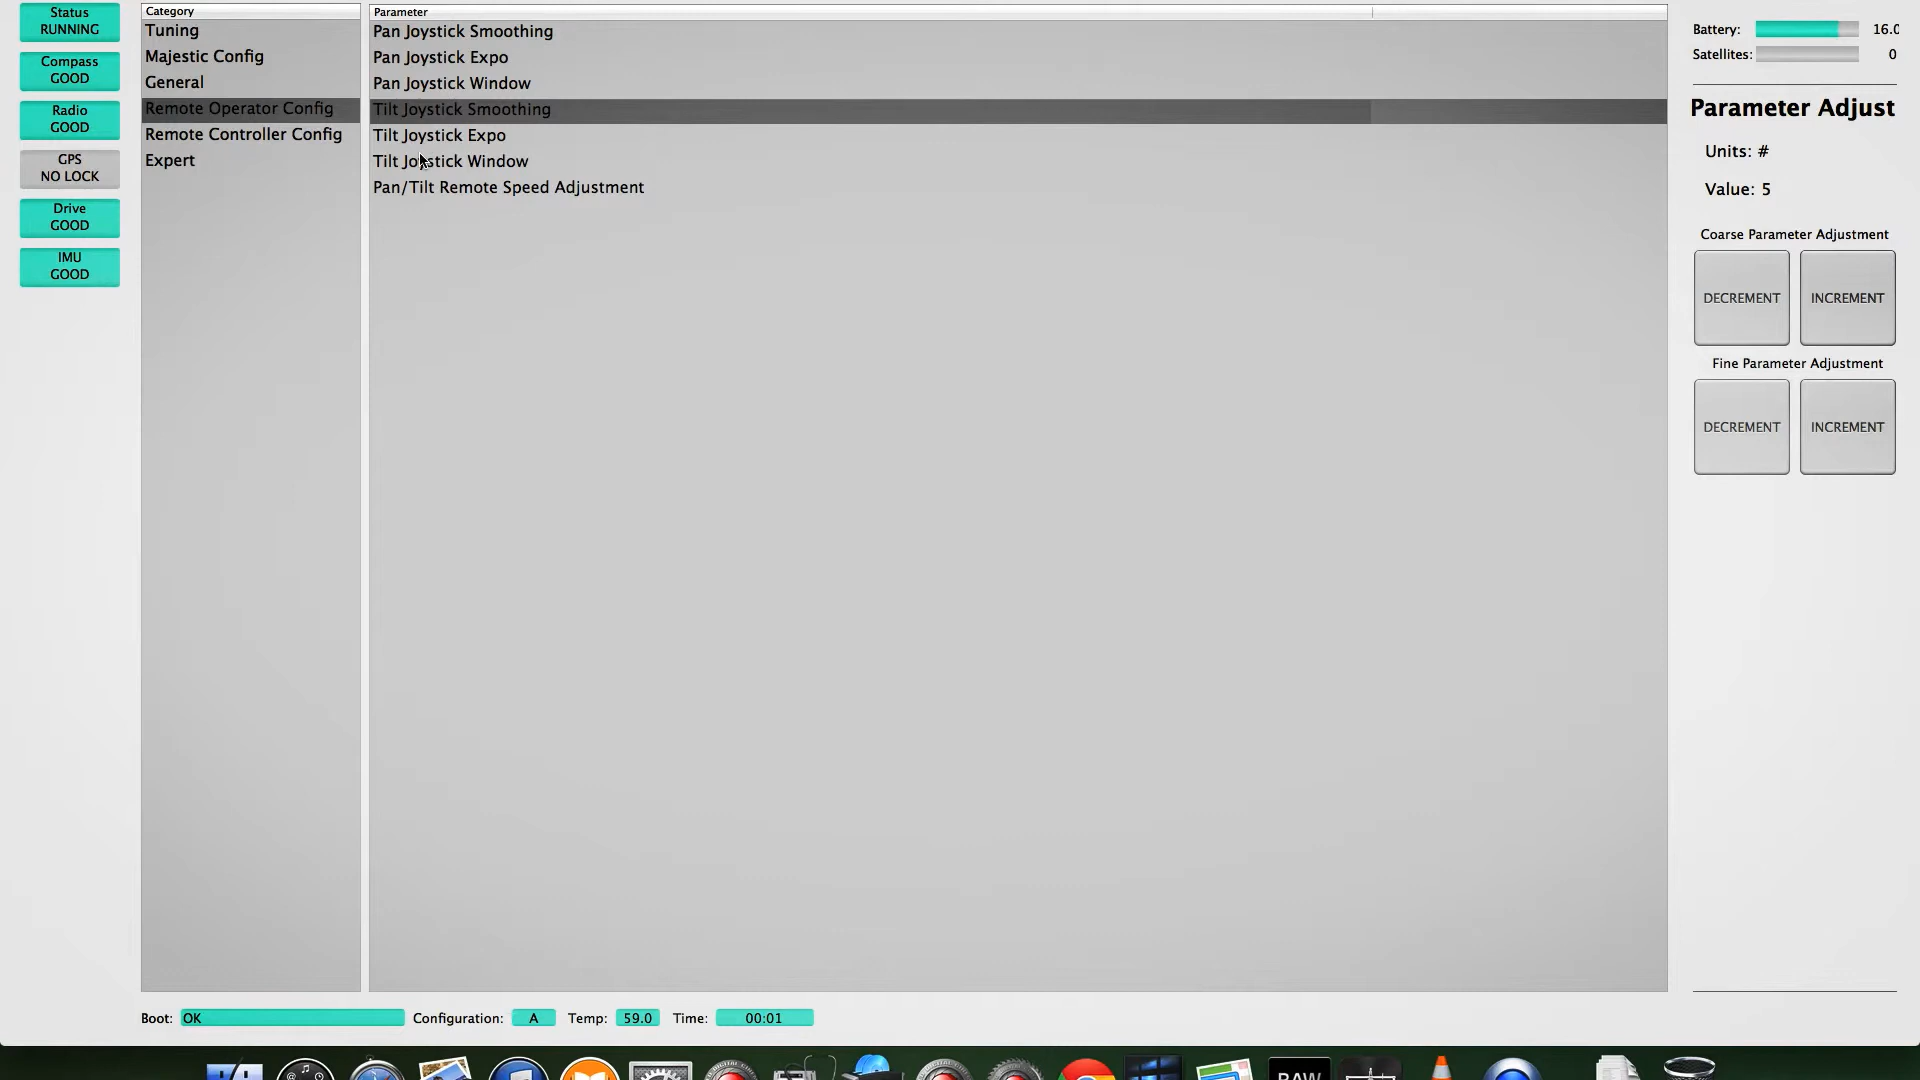 Status
RUNNING
Compass
GOOD
Radio
GOOD
GPS
NO LOCK
Drive
GOOD
IMU
GOOD
Category
Tuning
Majestic Config
General
Remote Operator Config
Remote Controller Config
Expert
Parameter
Pan Joystick Smoothing
Pan Joystick Expo
Pan Joystick Window
Tilt Joystick Smoothing
Tilt Joystick Expo
Tilt Joystick Window
Pan/Tilt Remote Speed Adjustment
Battery: 16.0
Satellites: 0
Parameter Adjust
Units: #
Value: 5
Coarse Parameter Adjustment
DECREMENT INCREMENT
Fine Parameter Adjustment
DECREMENT INCREMENT
Boot: OK Configuration: A Temp: 59.0 Time: 00:01
RAW